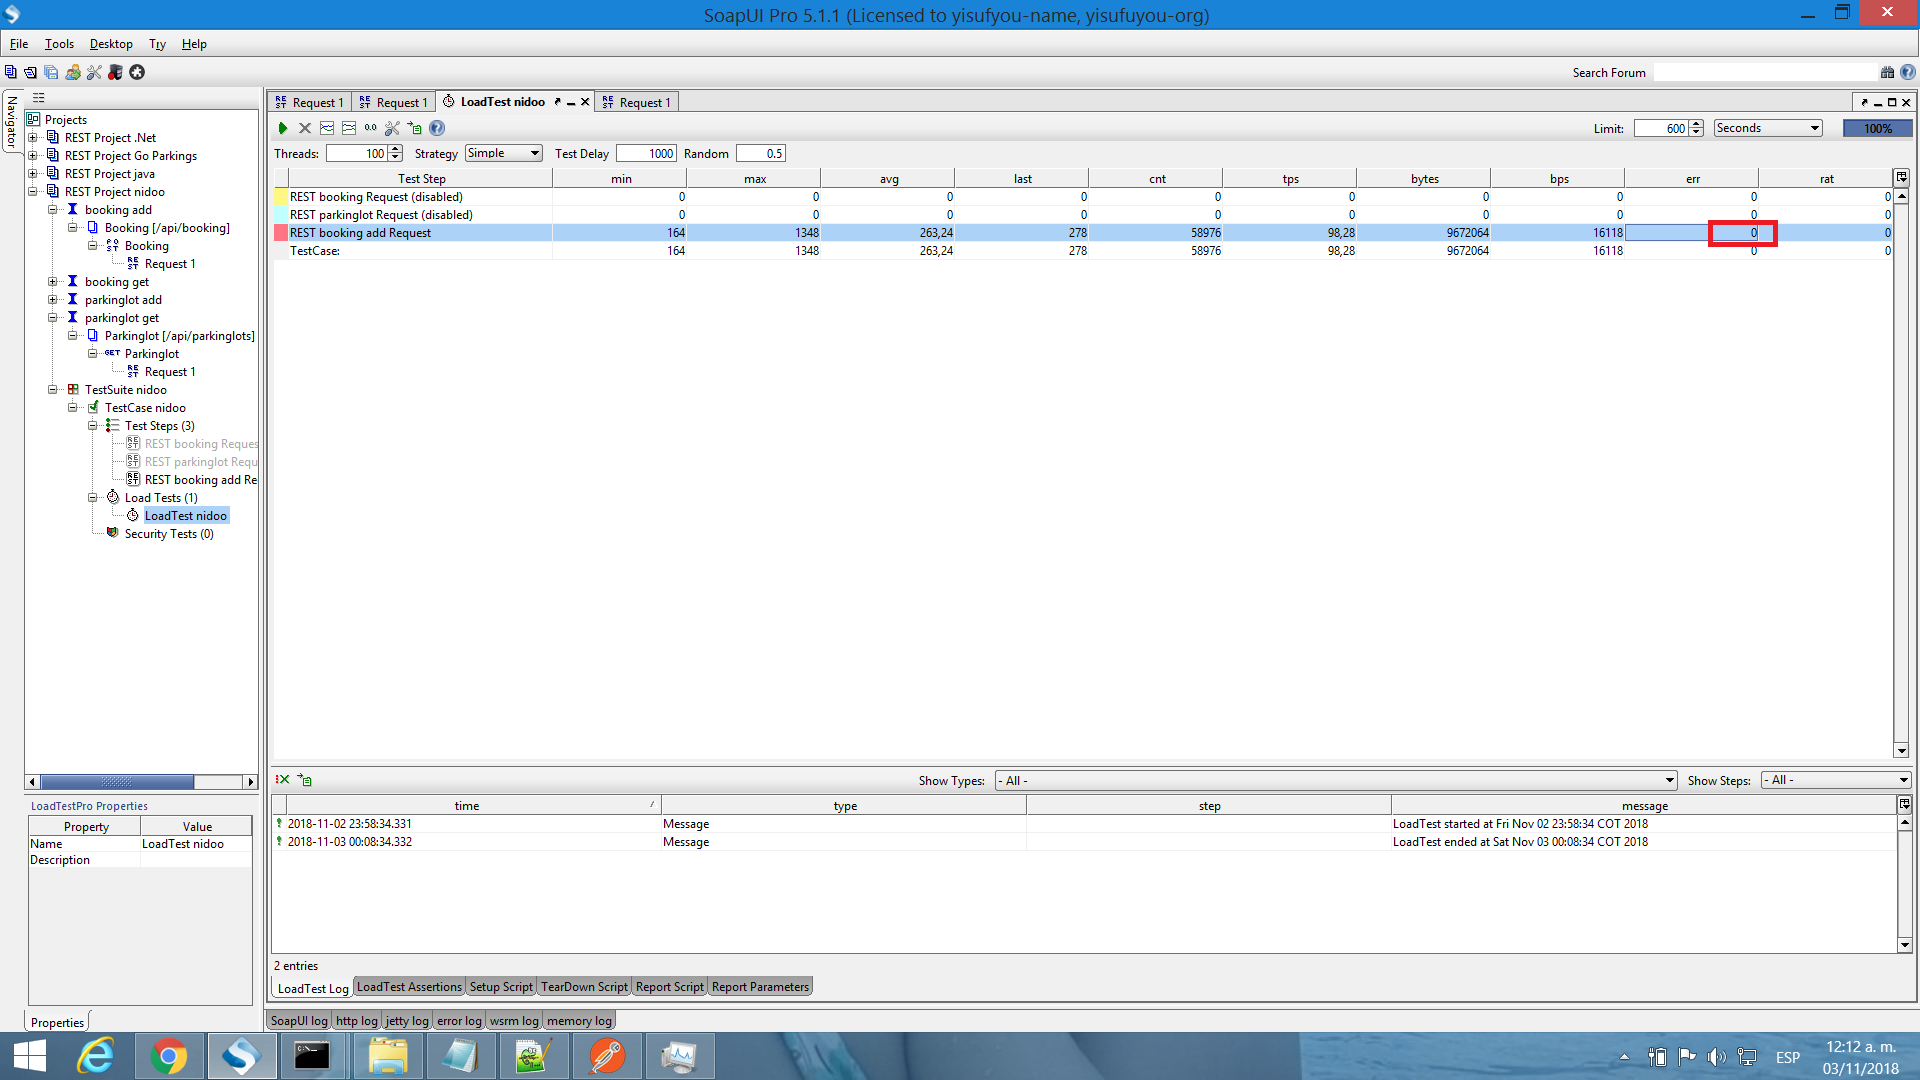 SoapUI Pro 5.1.1 (Licensed to yisufyou-name, yisufuyou-org)
File Tools Desktop Try Help
Search Forum
Navigator
Projects
REST Project .Net
REST Project Go Parkings
REST Project java
REST Project nidoo
booking add
Booking [/api/booking]
POST Booking
REST Request 1
booking get
parkinglot add
parkinglot get
Parkinglot [/api/parkinglots]
GET Parkinglot
REST Request 1
TestSuite nidoo
TestCase nidoo
Test Steps (3)
REST REST booking Reques
REST REST parkinglot Requ
REST REST booking add Re
Load Tests (1)
LoadTest nidoo
Security Tests (0)
LoadTestPro Properties
Property Value
Name LoadTest nidoo
Description
Properties
REST Request 1 REST Request 1 LoadTest nidoo REST Request 1
0.0 Limit: 600 Seconds 100%
Threads: 100 Strategy Simple Test Delay 1000 Random 0.5
Test Step min max avg last cnt tps bytes bps err rat
REST booking Request (disabled) 0 0 0 0 0 0 0 0 0 0
REST parkinglot Request (disabled) 0 0 0 0 0 0 0 0 0 0
REST booking add Request 164 1348 263,24 278 58976 98,28 9672064 16118 0 0
TestCase: 164 1348 263,24 278 58976 98,28 9672064 16118 0 0
Show Types: - All - Show Steps: - All -
time type step message
2018-11-02 23:58:34.331 Message LoadTest started at Fri Nov 02 23:58:34 COT 2018
2018-11-03 00:08:34.332 Message LoadTest ended at Sat Nov 03 00:08:34 COT 2018
2 entries
LoadTest Log LoadTest Assertions Setup Script TearDown Script Report Script Report Parameters
SoapUI log http log jetty log error log wsrm log memory log
ESP 12:12 a. m.
03/11/2018